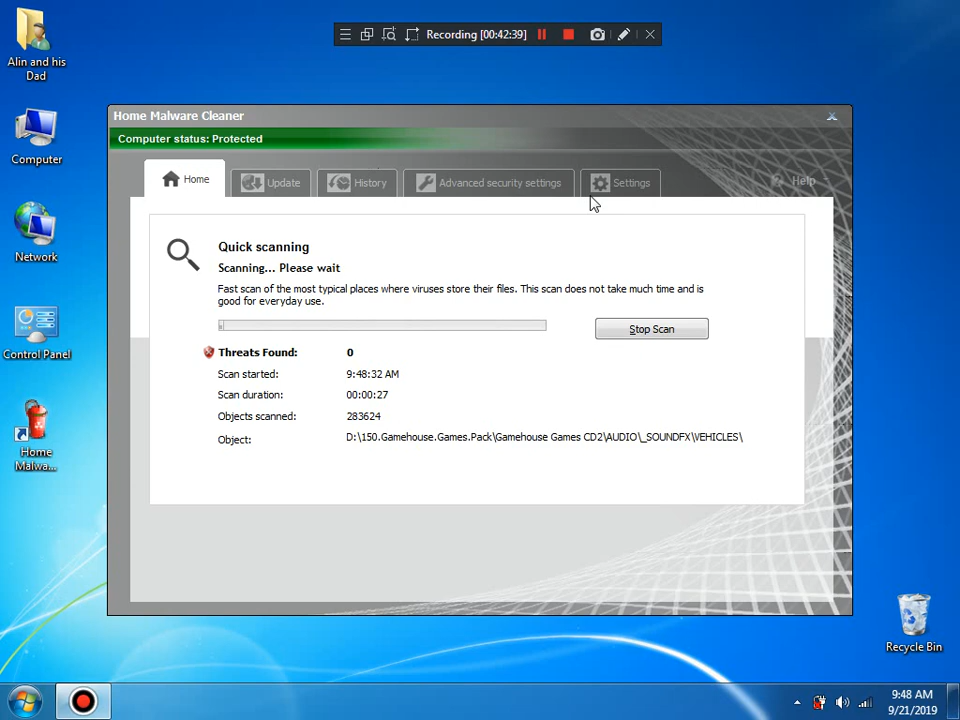 Recording [00:42:39]
Alin and his
Dad
Computer
Network
Control Panel
Home
Malwa...
Home Malware Cleaner
Computer status: Protected
Home
Update
History
Advanced security settings
Settings
Help
Quick scanning
Scanning... Please wait
Fast scan of the most typical places where viruses store their files. This scan does not take much time and is
good for everyday use.
Stop Scan
Threats Found: 0
Scan started: 9:48:32 AM
Scan duration: 00:00:27
Objects scanned: 283624
Object: D:\150.Gamehouse.Games.Pack\Gamehouse Games CD2\AUDIO\_SOUNDFX\VEHICLES\
Recycle Bin
9:48 AM
9/21/2019